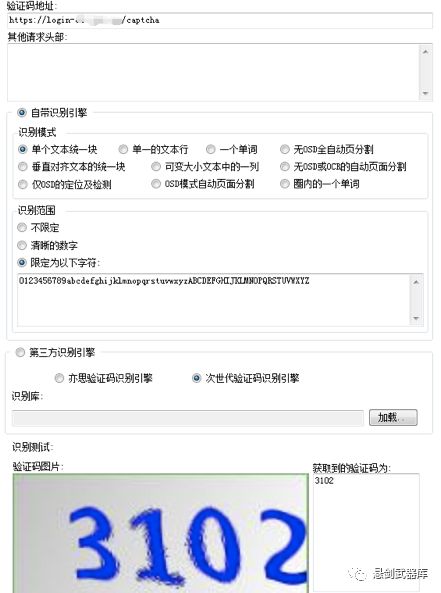 验证码地址:
https://login- /captcha
其他请求头部:
自带识别引擎
识别模式
单个文本统一块 单一的文本行 一个单词 无OSD全自动页分割
垂直对齐文本的统一块 可变大小文本中的一列 无OSD或OCR的自动页面分割
仅OSD的定位及检测 OSD模式自动页面分割 圈内的一个单词
识别范围
不限定
清晰的数字
限定为以下字符:
0123456789abcdefghijklmnopqrstuvwxyzABCDEFGHIJKLMNOPQRSTUVWXYZ
第三方识别引擎
亦思验证码识别引擎 次世代验证码识别引擎
识别库:
加载..
识别测试:
验证码图片: 获取到的验证码为:
3102
3102
悬剑武器库